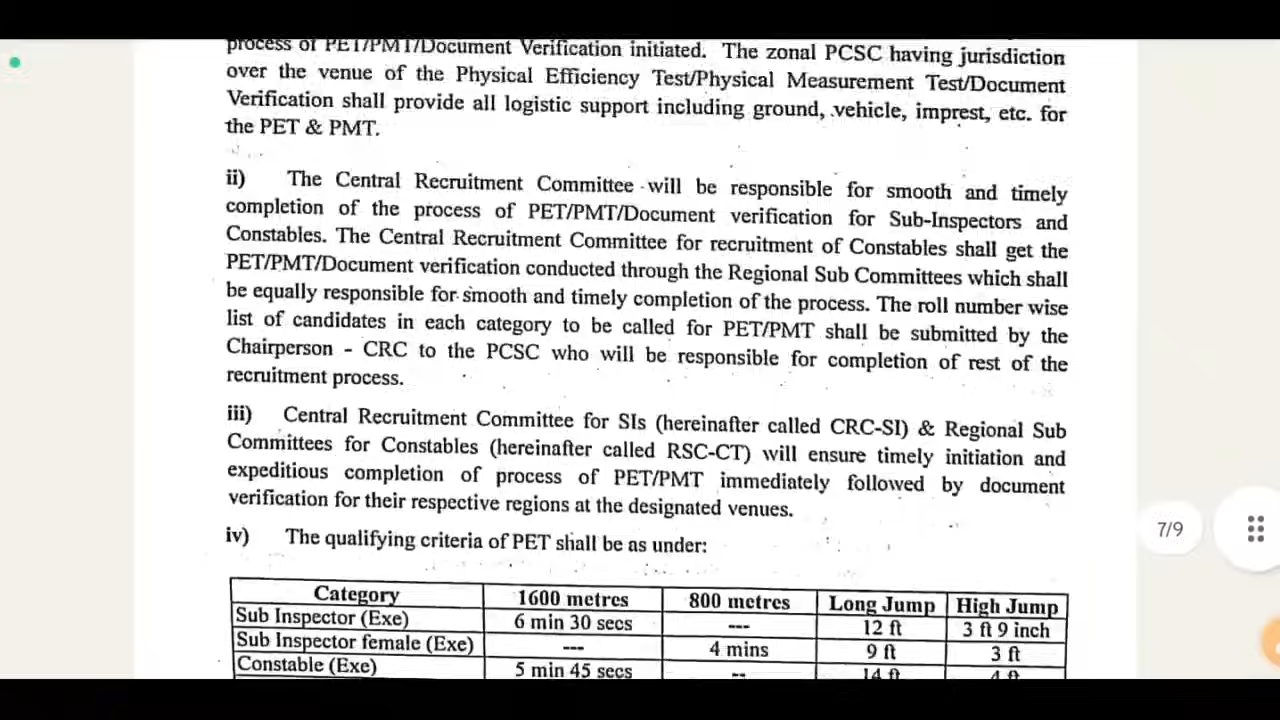 process of PET/PMT/Document Verification initiated. The zonal PCSC having jurisdiction
over the venue of the Physical Efficiency Test/Physical Measurement Test/Document
Verification shall provide all logistic support including ground, vehicle, imprest, etc. for
the PET & PMT.
ii) The Central Recruitment Committee will be responsible for smooth and timely
completion of the process of PET/PMT/Document verification for Sub-Inspectors and
Constables. The Central Recruitment Committee for recruitment of Constables shall get the
PET/PMT/Document verification conducted through the Regional Sub Committees which shall
be equally responsible for smooth and timely completion of the process. The roll number wise
list of candidates in each category to be called for PET/PMT shall be submitted by the
Chairperson - CRC to the PCSC who will be responsible for completion of rest of the
recruitment process.
iii) Central Recruitment Committee for SIs (hereinafter called CRC-SI) & Regional Sub
Committees for Constables (hereinafter called RSC-CT) will ensure timely initiation and
expeditious completion of process of PET/PMT immediately followed by document
verification for their respective regions at the designated venues.
7/9
iv) The qualifying criteria of PET shall be as under:
Category 1600 metres 800 metres Long Jump High Jump
Sub Inspector (Exe) 6 min 30 secs --- 12 ft 3 ft 9 inch
Sub Inspector female (Exe) --- 4 mins 9 ft 3 ft
Constable (Exe) 5 min 45 secs -- 14 ft 4 ft